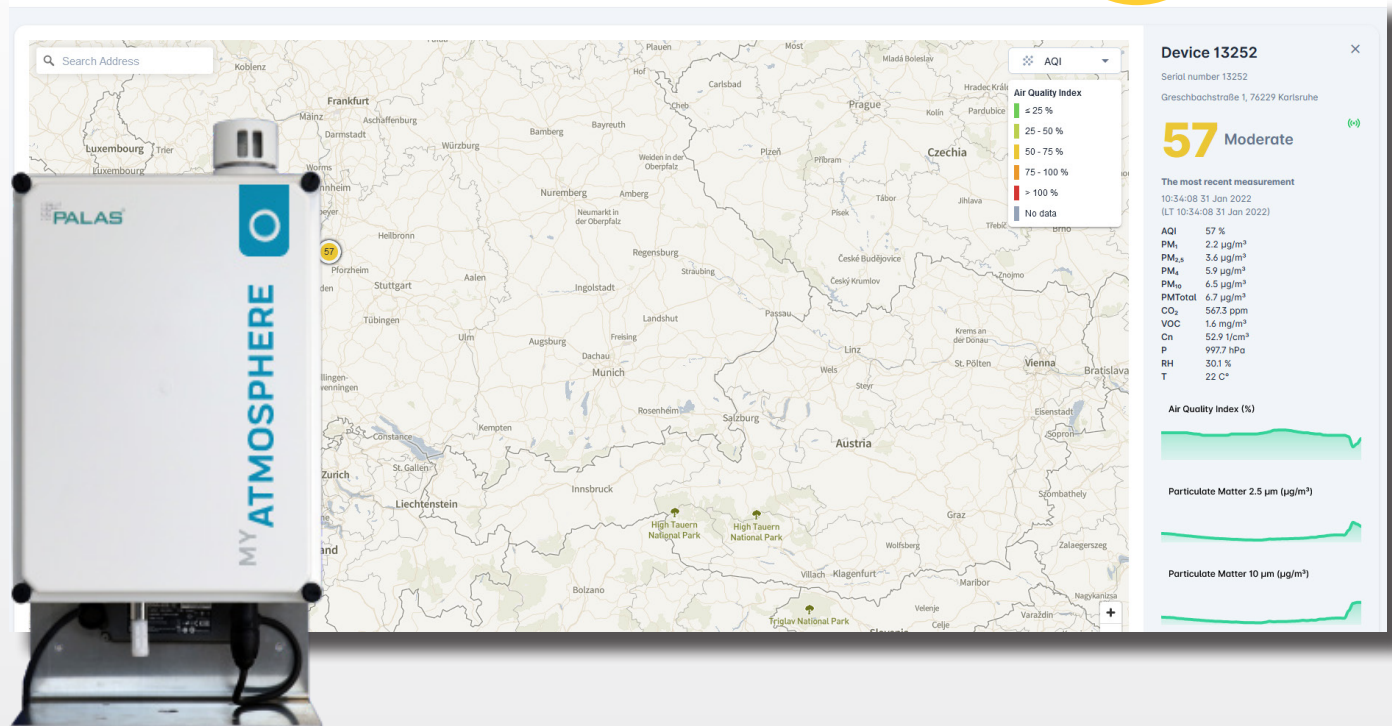 Search Address
AQI
Air Quality Index
≤ 25 %
25 - 50 %
50 - 75 %
75 - 100 %
> 100 %
No data
PALAS®
MY ATMOSPHERE
57
Plauen
Most
Mladá Boleslav
Koblenz
Hof
Carlsbad
Frankfurt
Cheb
Prague
Kolín
Pardubice
Mainz
Aschaffenburg
Darmstadt
Bamberg
Bayreuth
Luxembourg
Trier
Würzburg
Weiden in der
Oberpfalz
Plzeň
Příbram
Czechia
Luxembourg
Worms
Nuremberg
Amberg
Tábor
Jihlava
Neumarkt in
der Oberpfalz
Písek
Třebíč
Brno
Heilbronn
Regensburg
České Budějovice
Pforzheim
Straubing
Český Krumlov
Znojmo
Stuttgart
Aalen
Ingolstadt
Tübingen
Landshut
Passau
Krems an
der Donau
Ulm
Augsburg
Freising
Linz
Dachau
Munich
Wels
St. Pölten
Vienna
Bratislava
Steyr
Rosenheim
Salzburg
Eisenstadt
Kempten
Sopron
Constance
Austria
St. Gallen
Zurich
Innsbruck
Szombathely
Liechtenstein
Graz
High Tauern
National Park
High Tauern
National Park
Wolfsberg
Zalaegerszeg
Villach
Klagenfurt
Maribor
Bolzano
Nagykanizsa
Velenje
Varaždin
Triglav National Park
Celje
+
Device 13252
Serial number 13252
Greschbachstraße 1, 76229 Karlsruhe
57 Moderate
The most recent measurement
10:34:08 31 Jan 2022
(LT 10:34:08 31 Jan 2022)
AQI 57 %
PM₁ 2.2 µg/m³
PM₂,₅ 3.6 µg/m³
PM₄ 5.9 µg/m³
PM₁₀ 6.5 µg/m³
PMTotal 6.7 µg/m³
CO₂ 567.3 ppm
VOC 1.6 mg/m³
Cn 52.9 1/cm³
P 997.7 hPa
RH 30.1 %
T 22 C°
Air Quality Index (%)
Particulate Matter 2.5 µm (µg/m³)
Particulate Matter 10 µm (µg/m³)